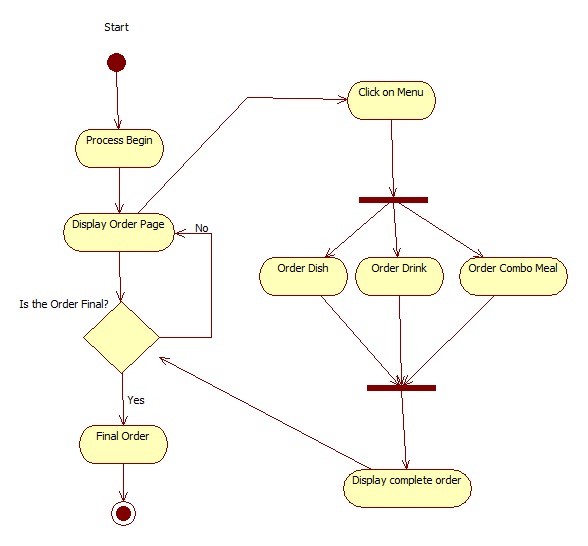 Start
Click on Menu
Process Begin
Display Order Page
No
Order Dish
Order Drink
Order Combo Meal
Is the Order Final?
Yes
Final Order
Display complete order